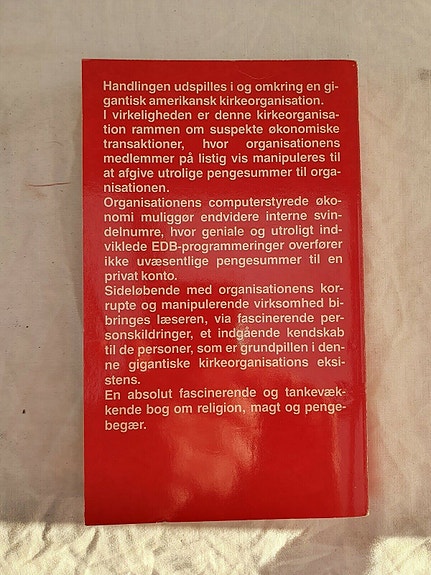 Handlingen udspilles i og omkring en gi-
gantisk amerikansk kirkeorganisation.
I virkeligheden er denne kirkeorganisa-
tion rammen om suspekte økonomiske
transaktioner, hvor organisationens
medlemmer på listig vis manipuleres til
at afgive utrolige pengesummer til orga-
nisationen.
Organisationens computerstyrede øko-
nomi muliggør endvidere interne svin-
delnumre, hvor geniale og utroligt ind-
viklede EDB-programmeringer overfører
ikke uvæsentlige pengesummer til en
privat konto.
Sideløbende med organisationens kor-
rupte og manipulerende virksomhed bi-
bringes læseren, via fascinerende per-
sonskildringer, et indgående kendskab
til de personer, som er grundpillen i den-
ne gigantiske kirkeorganisations eksi-
stens.
En absolut fascinerende og tankevæk-
kende bog om religion, magt og penge-
begær.